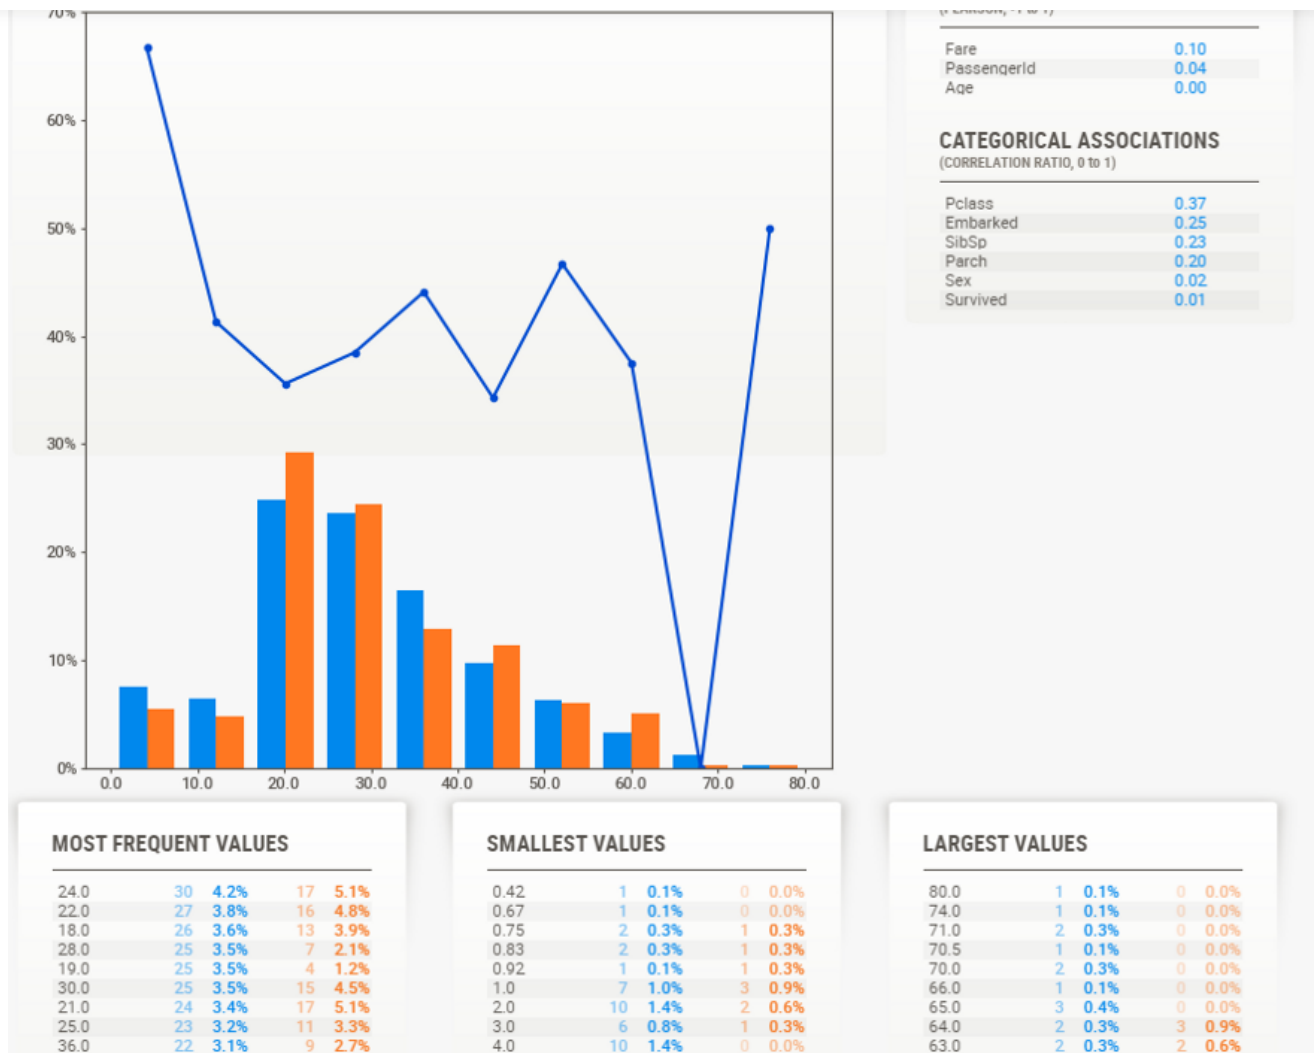 70%
60%
50%
40%
30%
20%
10%
0%
0.0 10.0 20.0 30.0 40.0 50.0 60.0 70.0 80.0
(PEARSON, -1 to 1)
Fare 0.10
PassengerId 0.04
Age 0.00
CATEGORICAL ASSOCIATIONS
(CORRELATION RATIO, 0 to 1)
Pclass 0.37
Embarked 0.25
SibSp 0.23
Parch 0.20
Sex 0.02
Survived 0.01
MOST FREQUENT VALUES
24.0 30 4.2% 17 5.1%
22.0 27 3.8% 16 4.8%
18.0 26 3.6% 13 3.9%
28.0 25 3.5% 7 2.1%
19.0 25 3.5% 4 1.2%
30.0 25 3.5% 15 4.5%
21.0 24 3.4% 17 5.1%
25.0 23 3.2% 11 3.3%
36.0 22 3.1% 9 2.7%
SMALLEST VALUES
0.42 1 0.1% 0 0.0%
0.67 1 0.1% 0 0.0%
0.75 2 0.3% 1 0.3%
0.83 2 0.3% 1 0.3%
0.92 1 0.1% 1 0.3%
1.0 7 1.0% 3 0.9%
2.0 10 1.4% 2 0.6%
3.0 6 0.8% 1 0.3%
4.0 10 1.4% 0 0.0%
LARGEST VALUES
80.0 1 0.1% 0 0.0%
74.0 1 0.1% 0 0.0%
71.0 2 0.3% 0 0.0%
70.5 1 0.1% 0 0.0%
70.0 2 0.3% 0 0.0%
66.0 1 0.1% 0 0.0%
65.0 3 0.4% 0 0.0%
64.0 2 0.3% 3 0.9%
63.0 2 0.3% 2 0.6%